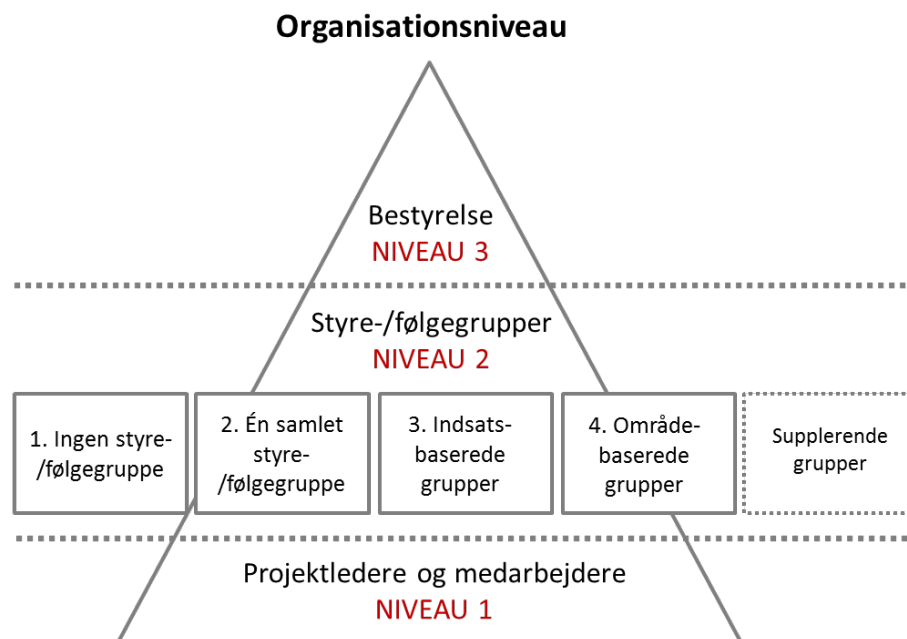 Organisationsniveau
Bestyrelse
NIVEAU 3
Styre-/følgegrupper
NIVEAU 2
1. Ingen styre-
/følgegruppe
2. Én samlet
styre-
/følgegruppe
3. Indsats-
baserede
grupper
4. Område-
baserede
grupper
Supplerende
grupper
Projektledere og medarbejdere
NIVEAU 1